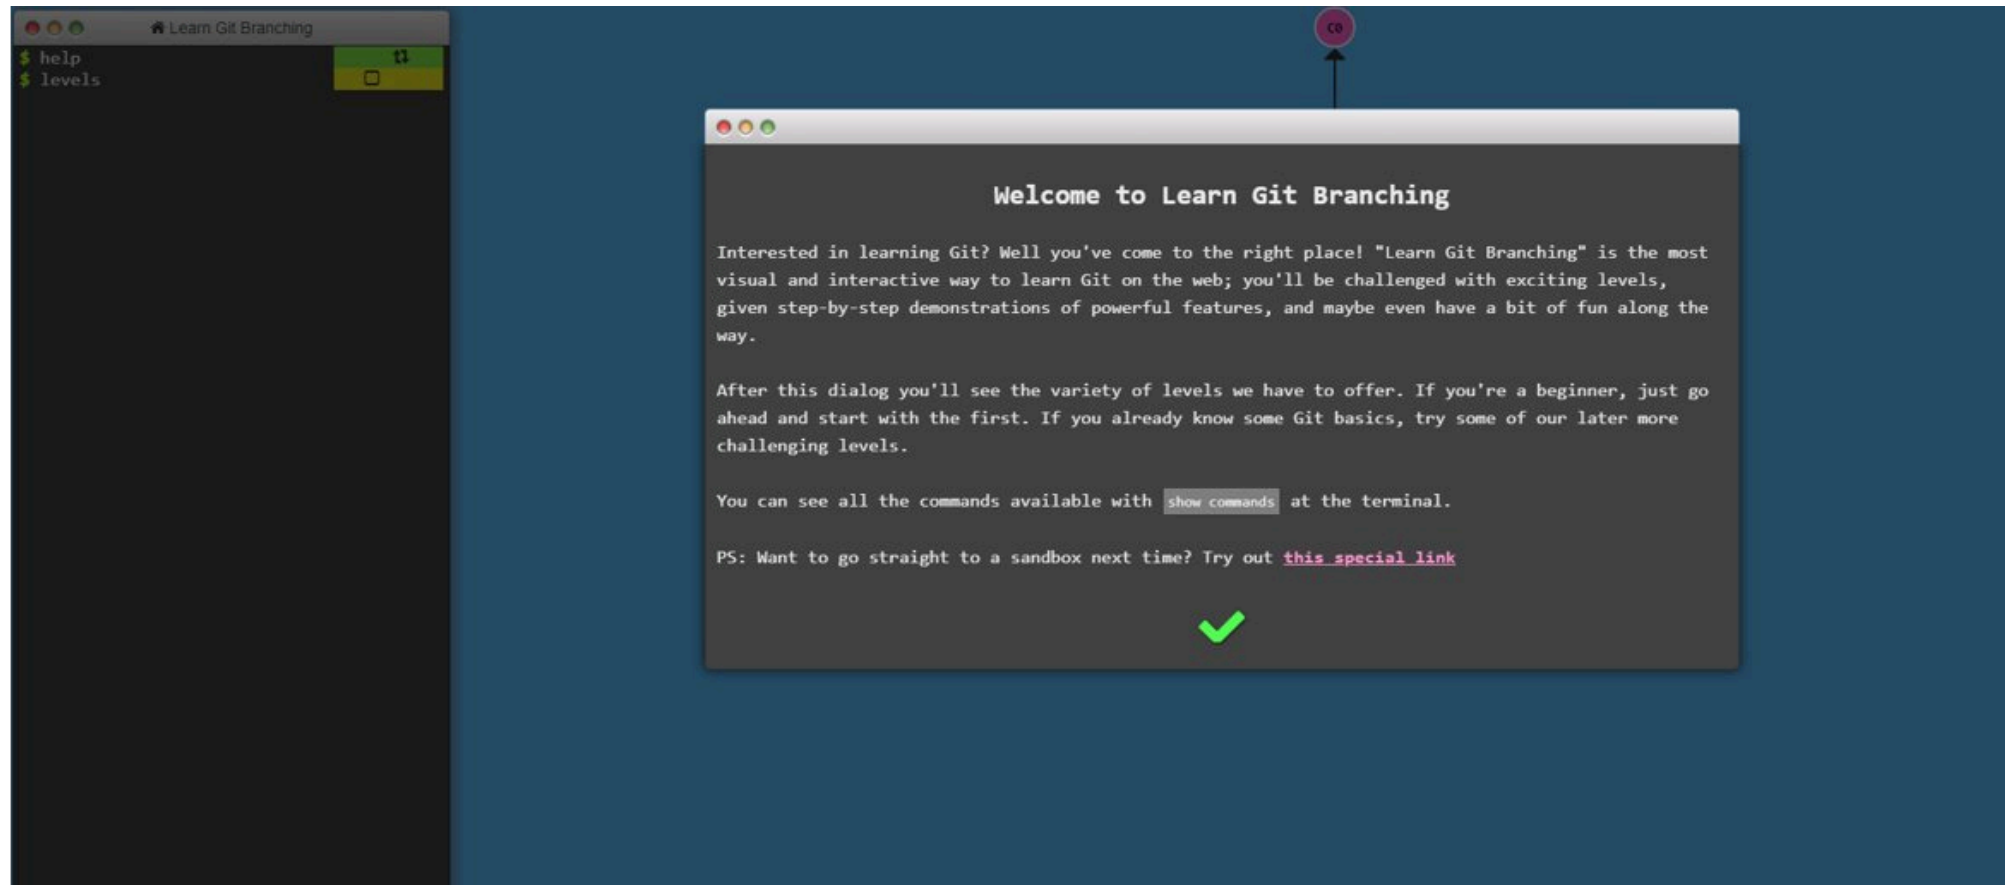 Learn Git Branching
$ help
$ levels
C0
Welcome to Learn Git Branching
Interested in learning Git? Well you've come to the right place! "Learn Git Branching" is the most
visual and interactive way to learn Git on the web; you'll be challenged with exciting levels,
given step-by-step demonstrations of powerful features, and maybe even have a bit of fun along the
way.
After this dialog you'll see the variety of levels we have to offer. If you're a beginner, just go
ahead and start with the first. If you already know some Git basics, try some of our later more
challenging levels.
You can see all the commands available with show commands at the terminal.
PS: Want to go straight to a sandbox next time? Try out this special link